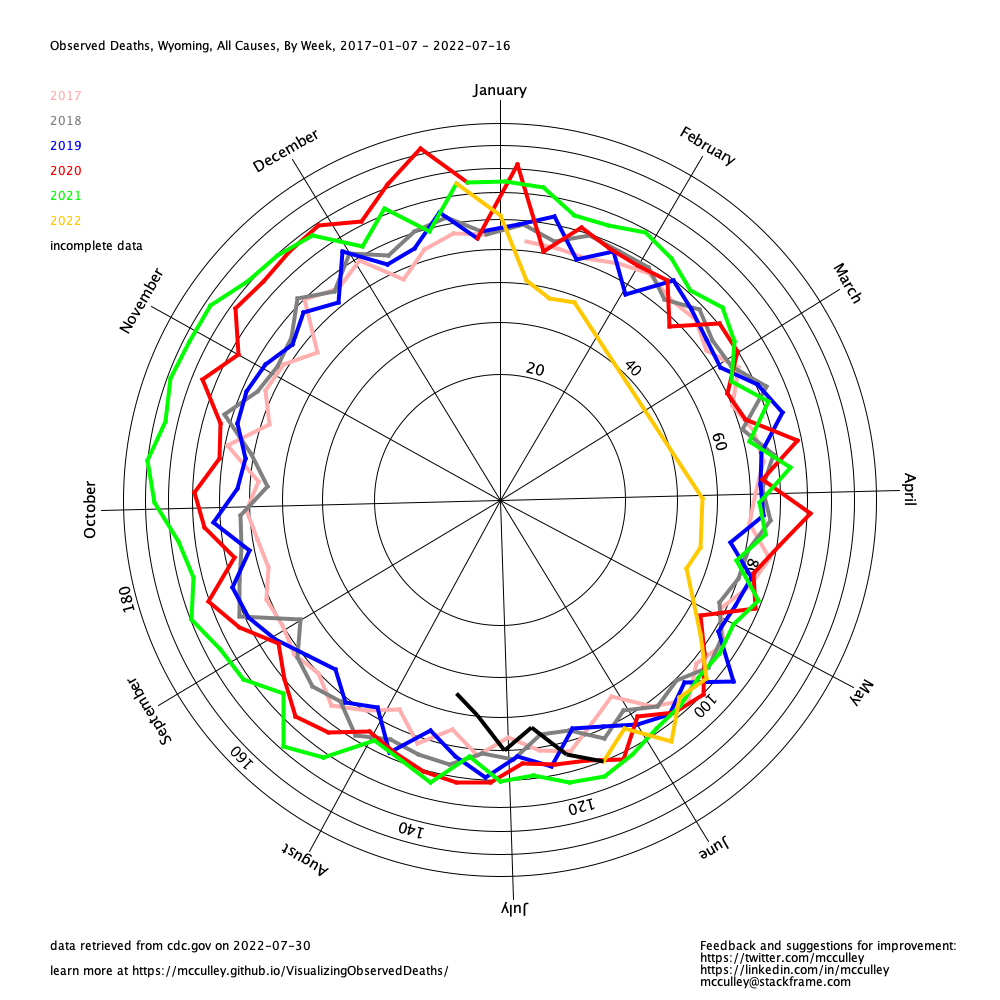 Observed Deaths, Wyoming, All Causes, By Week, 2017-01-07 - 2022-07-16
2017
2018
2019
2020
2021
2022
incomplete data
January
February
March
April
May
June
July
August
September
October
November
December
20
40
60
80
100
120
140
160
180
data retrieved from cdc.gov on 2022-07-30
learn more at https://mcculley.github.io/VisualizingObservedDeaths/
Feedback and suggestions for improvement:
https://twitter.com/mcculley
https://linkedin.com/in/mcculley
mcculley@stackframe.com